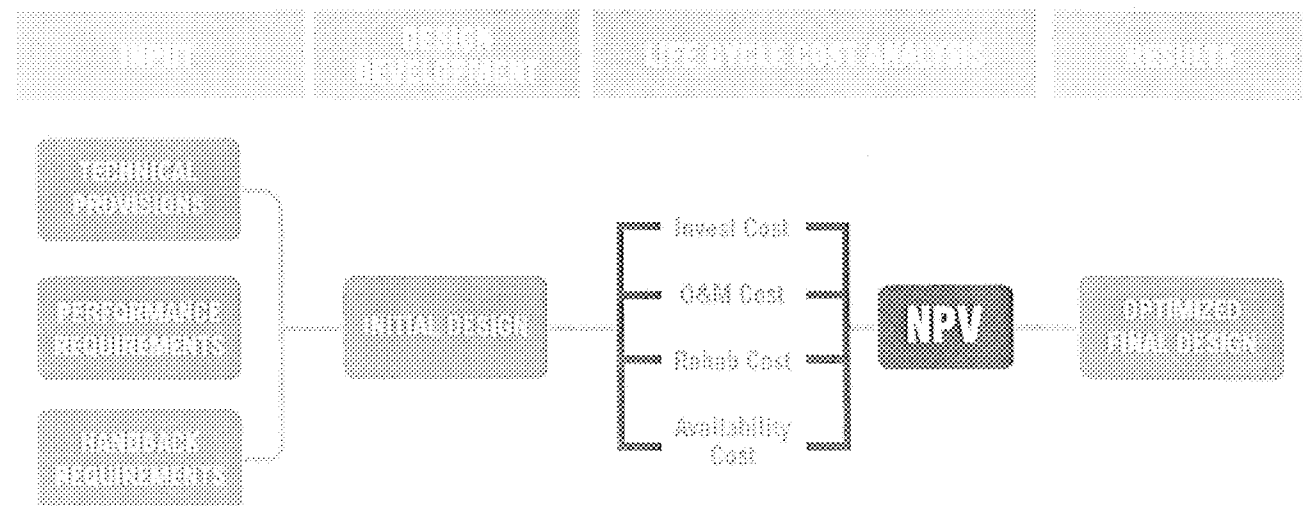 INPUT
DESIGN
DEVELOPMENT
LIFE CYCLE COST ANALYSIS
RESULTS
TECHNICAL
PROVISIONS
PERFORMANCE
REQUIREMENTS
HANDBACK
REQUIREMENTS
INITIAL DESIGN
Invest Cost
O&M Cost
Rehab Cost
Availability
Cost
NPV
OPTIMIZED
FINAL DESIGN